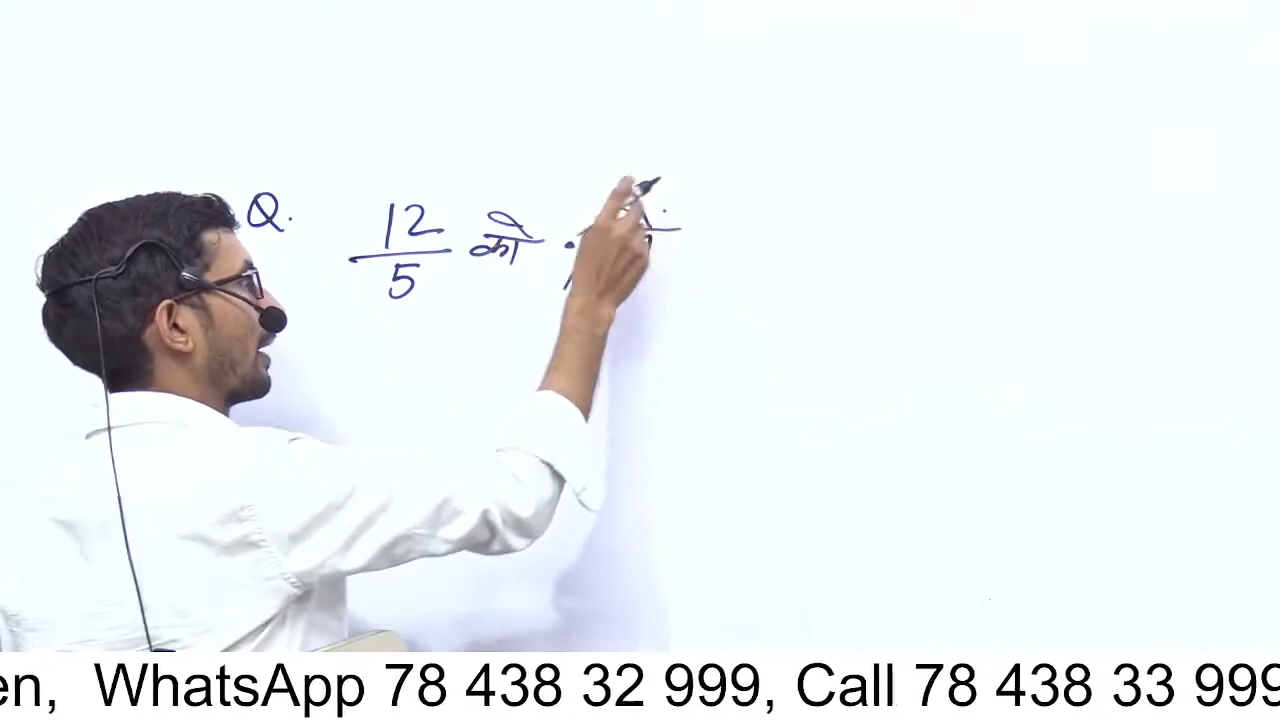 Q. 12/5 को
en, WhatsApp 78 438 32 999, Call 78 438 33 999